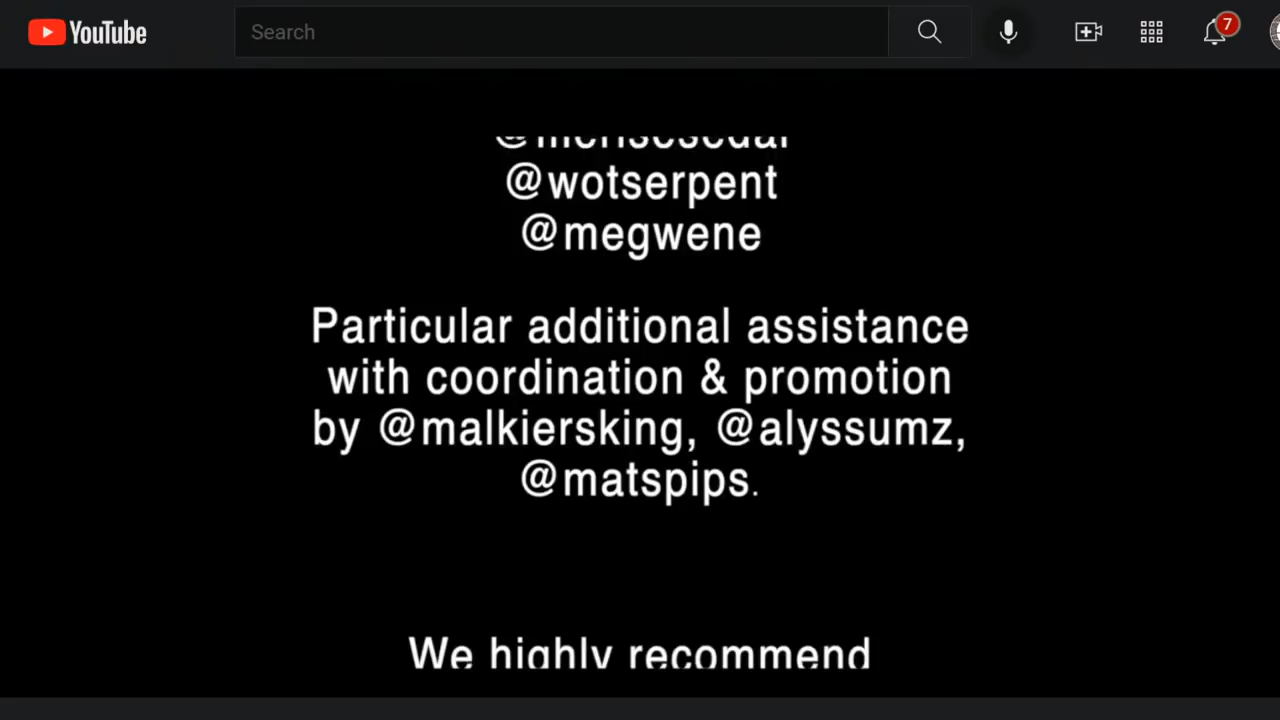 YouTube
Search
7
@wotserpent
@megwene
Particular additional assistance
with coordination & promotion
by @malkiersking, @alyssumz,
@matspips.
We highly recommend